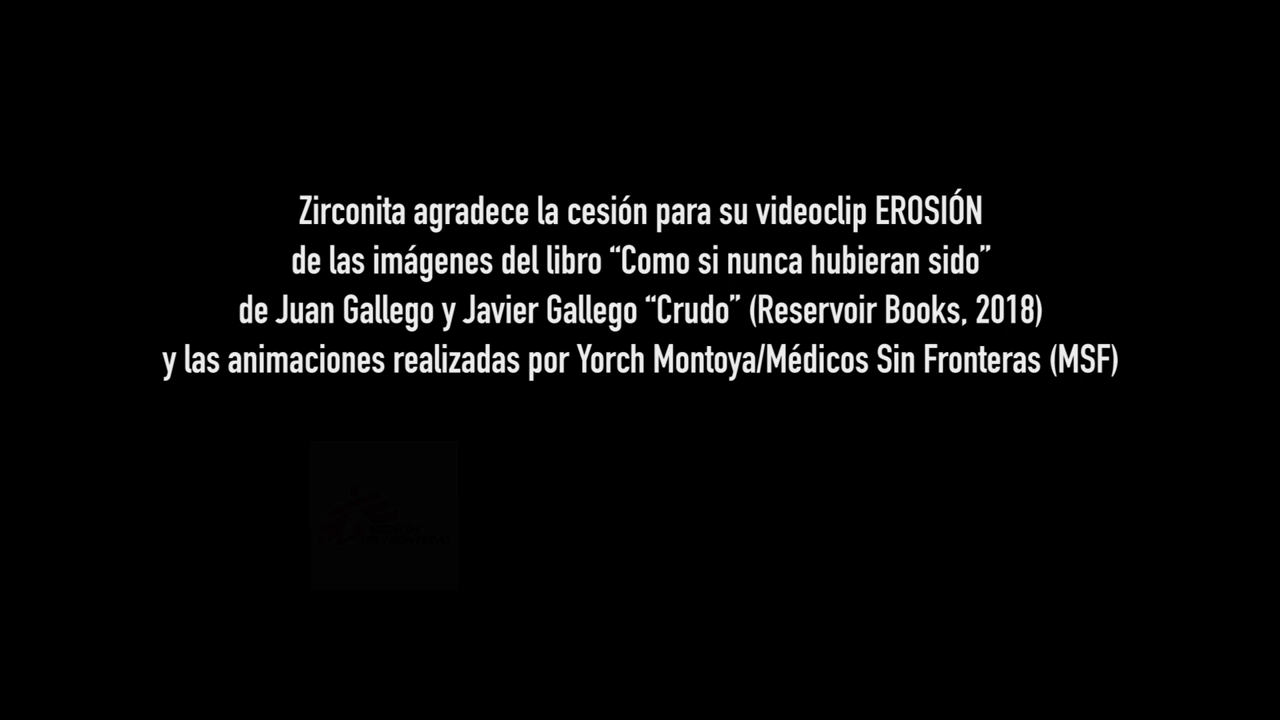 Zirconita agradece la cesión para su videoclip EROSIÓN
de las imágenes del libro “Como si nunca hubieran sido”
de Juan Gallego y Javier Gallego “Crudo” (Reservoir Books, 2018)
y las animaciones realizadas por Yorch Montoya/Médicos Sin Fronteras (MSF)